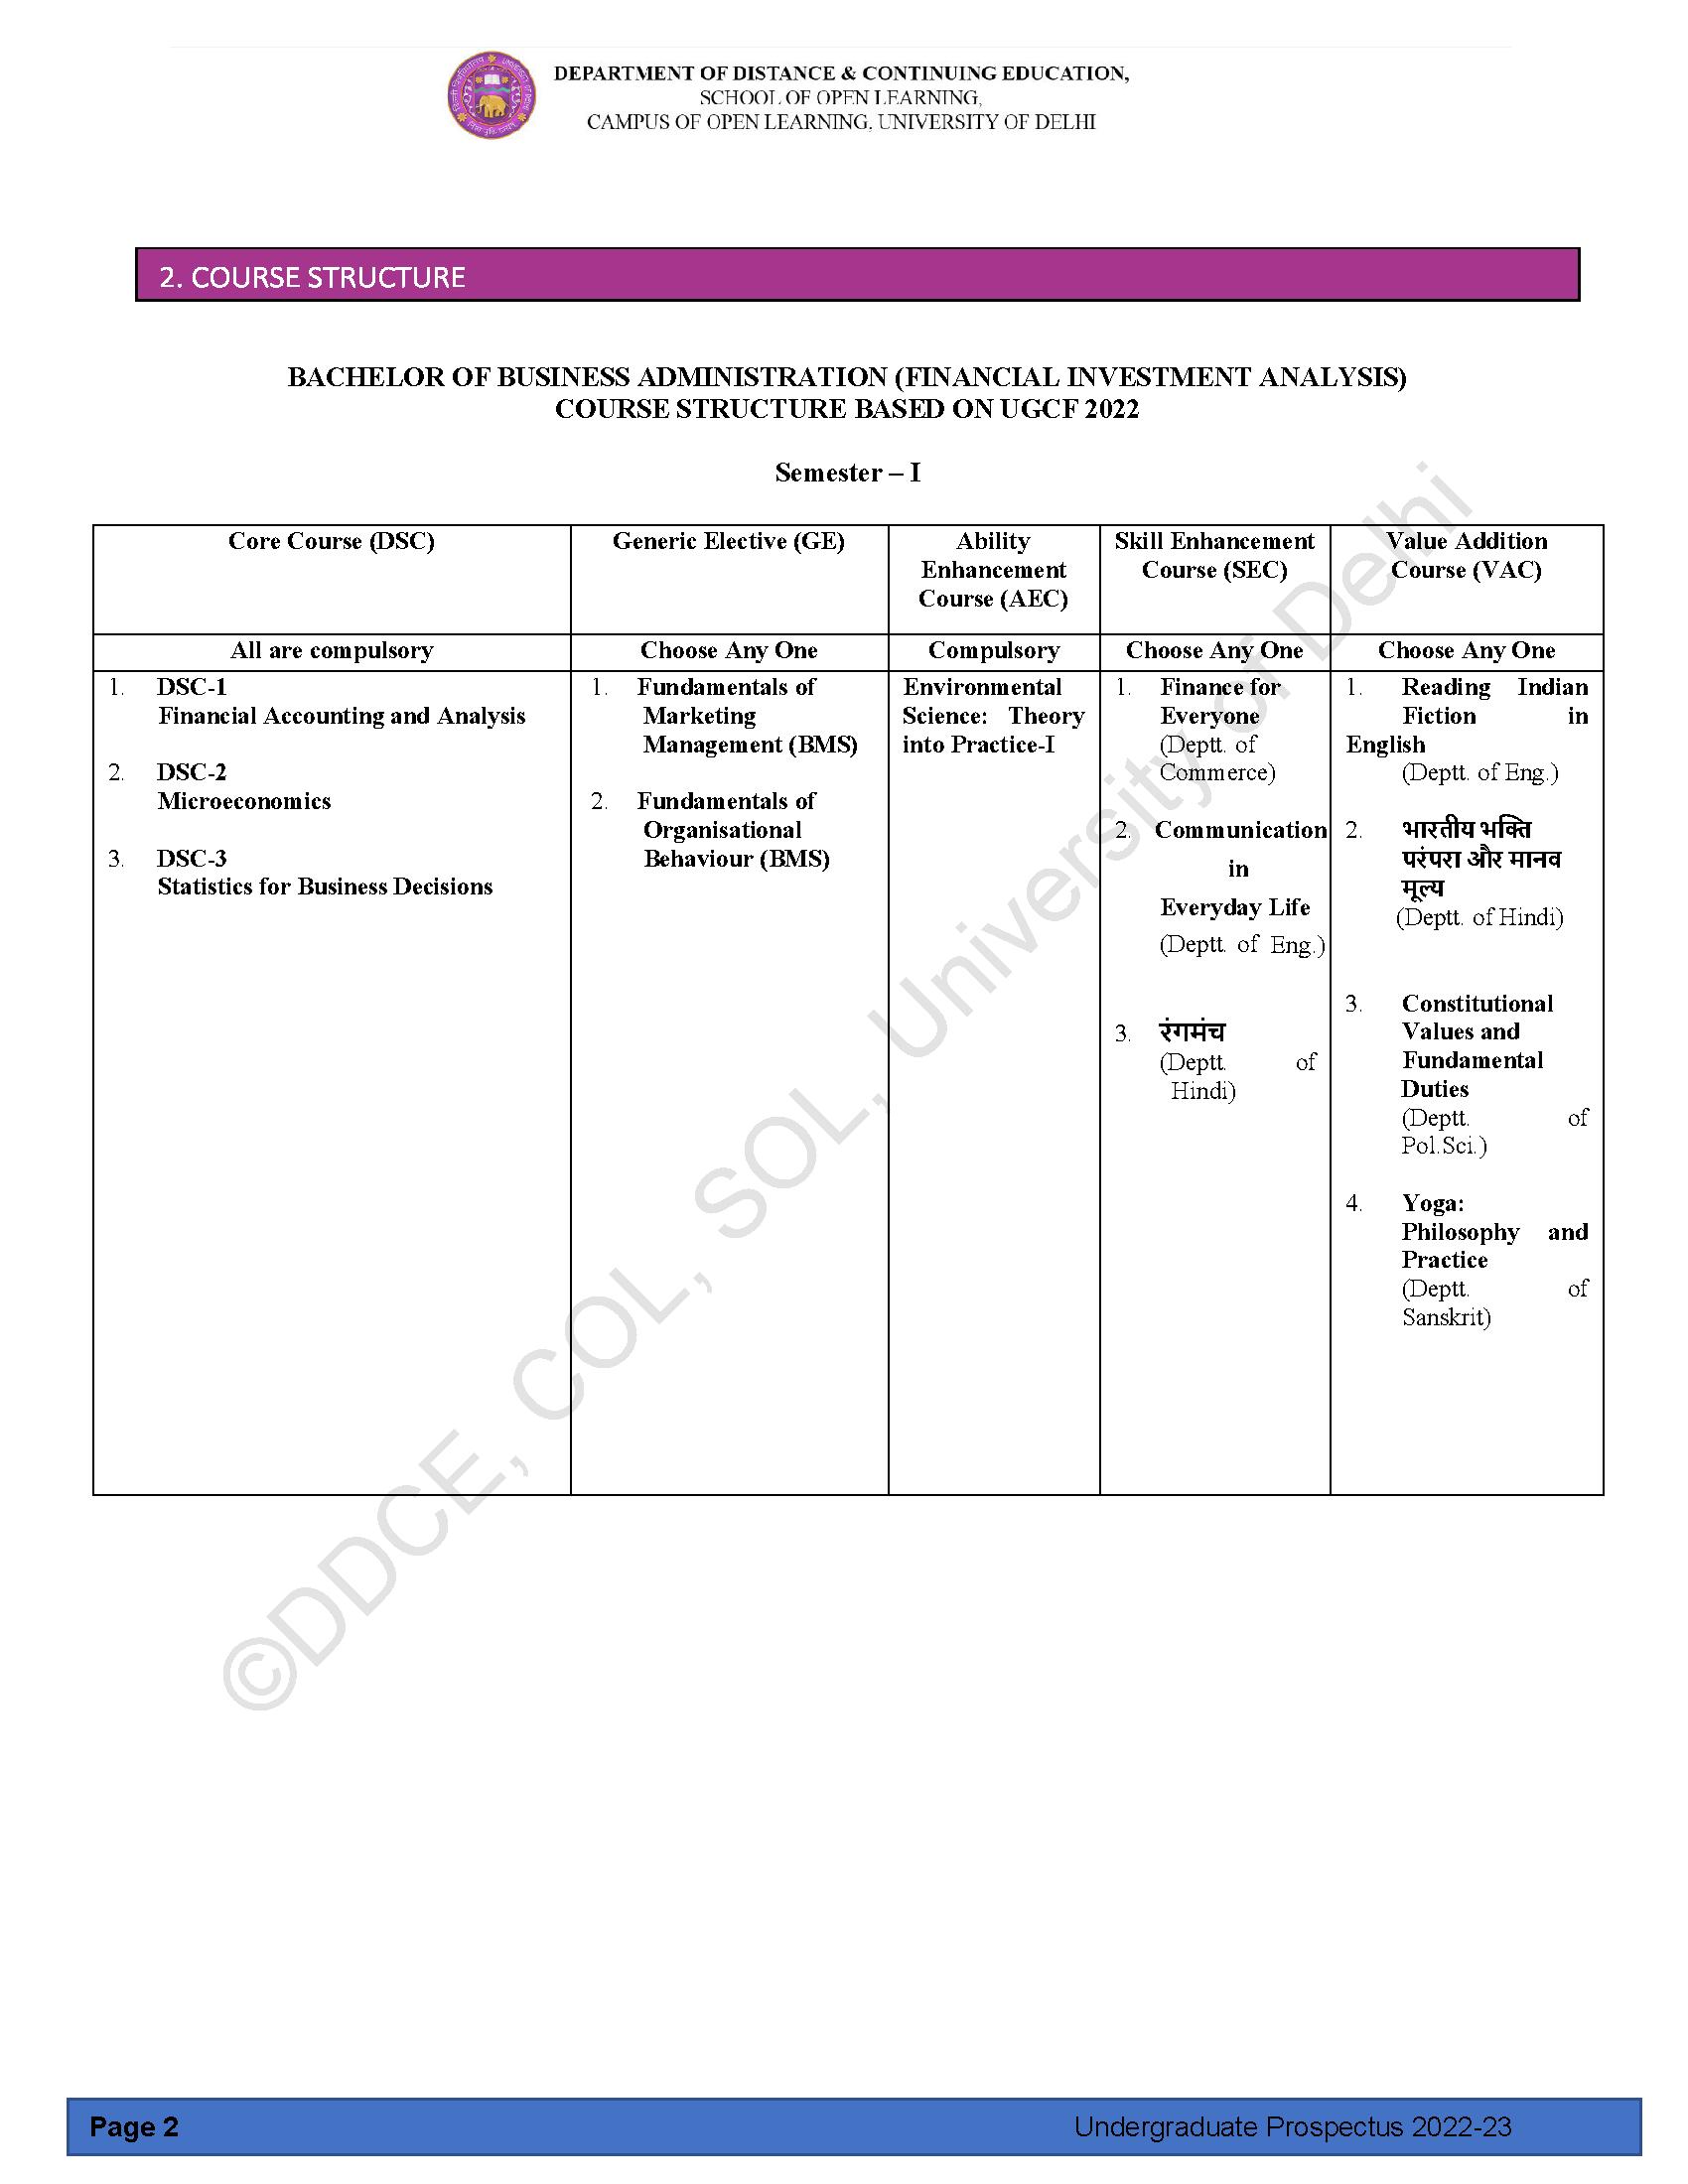 DEPARTMENT OF DISTANCE & CONTINUING EDUCATION,
SCHOOL OF OPEN LEARNING,
CAMPUS OF OPEN LEARNING, UNIVERSITY OF DELHI
2. COURSE STRUCTURE
BACHELOR OF BUSINESS ADMINISTRATION (FINANCIAL INVESTMENT ANALYSIS)
COURSE STRUCTURE BASED ON UGCF 2022
Semester – I
Core Course (DSC)
Generic Elective (GE)
Ability
Enhancement
Course (AEC)
Skill Enhancement
Course (SEC)
Value Addition
Course (VAC)
All are compulsory
Choose Any One
Compulsory
Choose Any One
Choose Any One
1. DSC-1
Financial Accounting and Analysis
2. DSC-2
Microeconomics
3. DSC-3
Statistics for Business Decisions
1. Fundamentals of
Marketing
Management (BMS)
2. Fundamentals of
Organisational
Behaviour (BMS)
Environmental
Science: Theory
into Practice-I
1. Finance for
Everyone
(Deptt. of
Commerce)
2. Communication
in
Everyday Life
(Deptt. of Eng.)
3. रंगमंच
(Deptt. of
Hindi)
1. Reading Indian
Fiction in
English
(Deptt. of Eng.)
2. भारतीय भक्ति
परंपरा और मानव
मूल्य
(Deptt. of Hindi)
3. Constitutional
Values and
Fundamental
Duties
(Deptt. of
Pol.Sci.)
4. Yoga:
Philosophy and
Practice
(Deptt. of
Sanskrit)
©DDCE, COL, SOL, University of Delhi
Page 2
Undergraduate Prospectus 2022-23